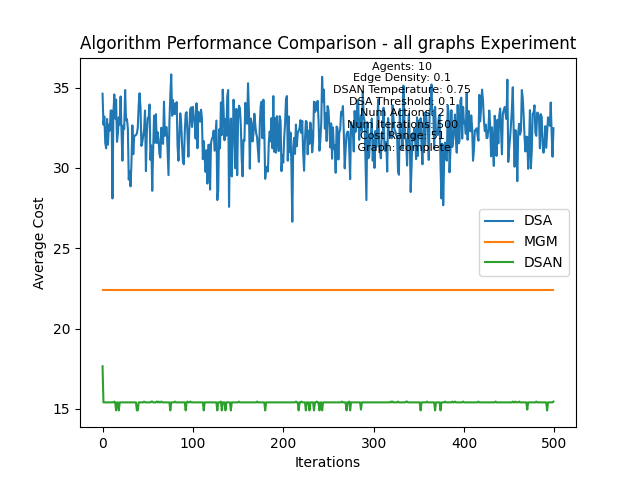 Algorithm Performance Comparison - all graphs Experiment
Agents: 10
Edge Density: 0.1
DSAN Temperature: 0.75
DSA Threshold: 0.1
Num Actions: 2
Num Iterations: 500
Cost Range: 51
Graph: complete
35
30
25
20
15
Average Cost
DSA
MGM
DSAN
0
100
200
300
400
500
Iterations